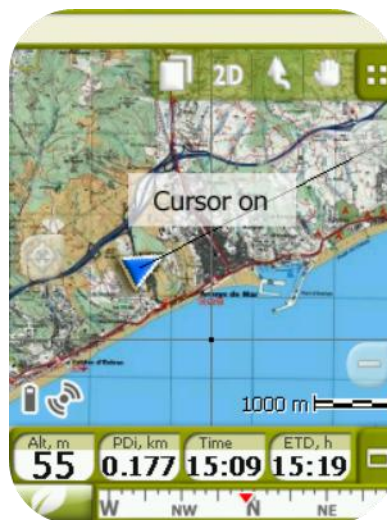 2D
Cursor on
1000 m
Alt, m
PDi, km
Time
ETD, h
55
0.177
15:09
15:19
W
NW
N
NE